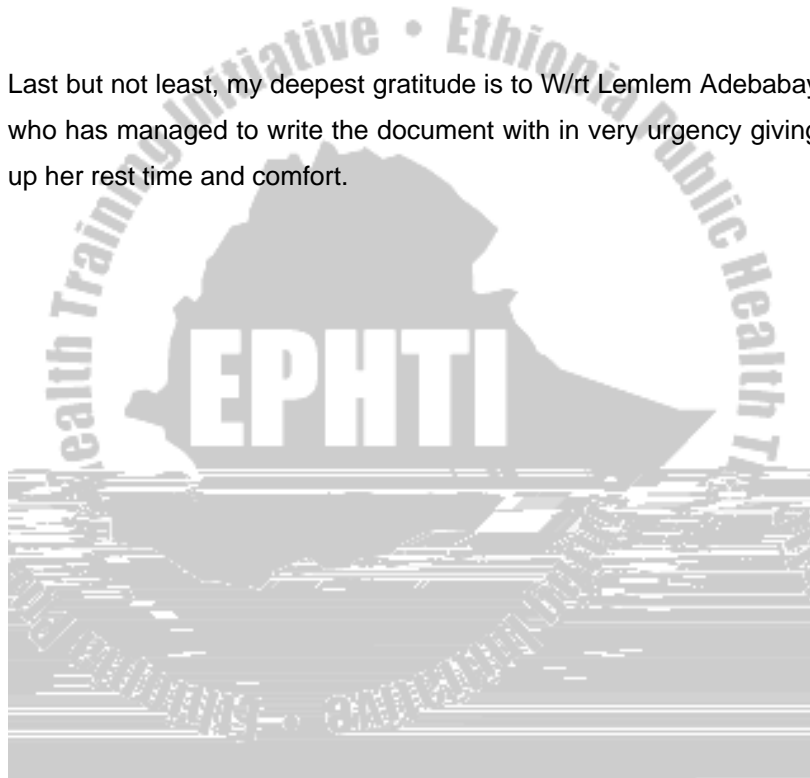 Last but not least, my deepest gratitude is to W/rt Lemlem Adebabay
who has managed to write the document with in very urgency giving
up her rest time and comfort.
Initiative • Ethiopia Public Health
ealth Training
EPHTI